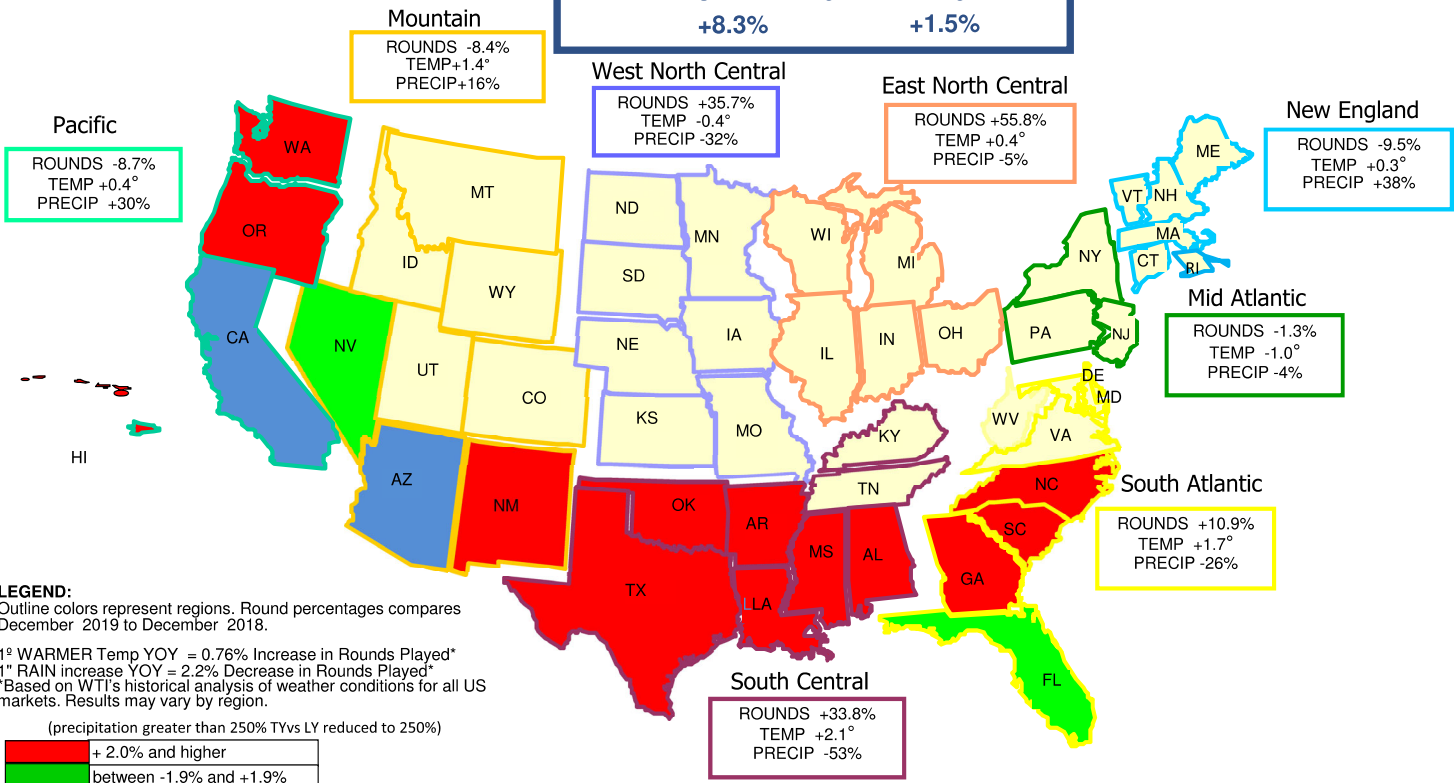 +8.3% +1.5%
Mountain
ROUNDS -8.4%
TEMP+1.4°
PRECIP+16%
West North Central
ROUNDS +35.7%
TEMP -0.4°
PRECIP -32%
East North Central
ROUNDS +55.8%
TEMP +0.4°
PRECIP -5%
New England
ROUNDS -9.5%
TEMP +0.3°
PRECIP +38%
Pacific
ROUNDS -8.7%
TEMP +0.4°
PRECIP +30%
Mid Atlantic
ROUNDS -1.3%
TEMP -1.0°
PRECIP -4%
South Atlantic
ROUNDS +10.9%
TEMP +1.7°
PRECIP -26%
South Central
ROUNDS +33.8%
TEMP +2.1°
PRECIP -53%
WA
OR
CA
HI
MT
ID
WY
NV
UT
CO
AZ
NM
ND
SD
NE
KS
MN
IA
MO
WI
MI
IL
IN
OH
KY
TN
OK
AR
TX
LLA
MS
AL
NY
PA
NJ
ME
VT
NH
MA
CT
RI
DE
MD
WV
VA
NC
SC
GA
FL
LEGEND:
Outline colors represent regions. Round percentages compares
December 2019 to December 2018.
1º WARMER Temp YOY = 0.76% Increase in Rounds Played*
1" RAIN increase YOY = 2.2% Decrease in Rounds Played*
*Based on WTI's historical analysis of weather conditions for all US
markets. Results may vary by region.
(precipitation greater than 250% TYvs LY reduced to 250%)
+ 2.0% and higher
between -1.9% and +1.9%